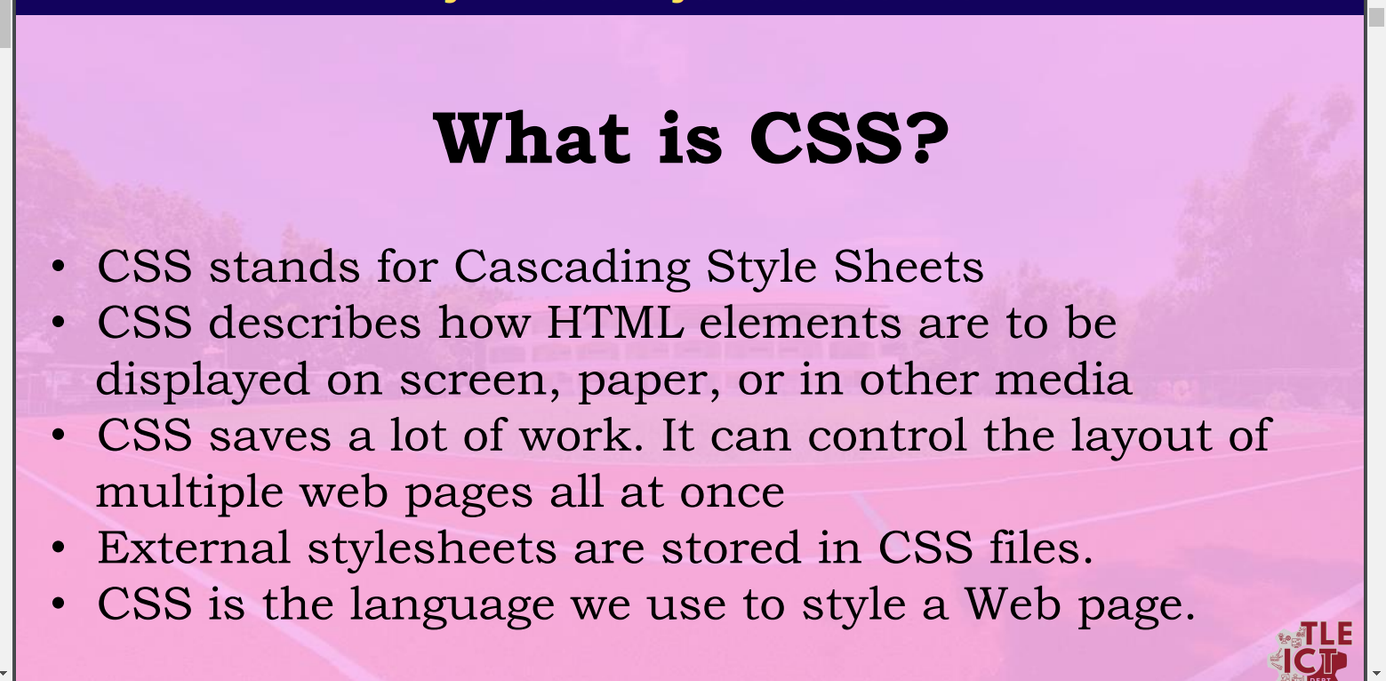 What is CSS?
• CSS stands for Cascading Style Sheets
• CSS describes how HTML elements are to be
displayed on screen, paper, or in other media
• CSS saves a lot of work. It can control the layout of
multiple web pages all at once
• External stylesheets are stored in CSS files.
• CSS is the language we use to style a Web page.
TLE
ICT
DEPT